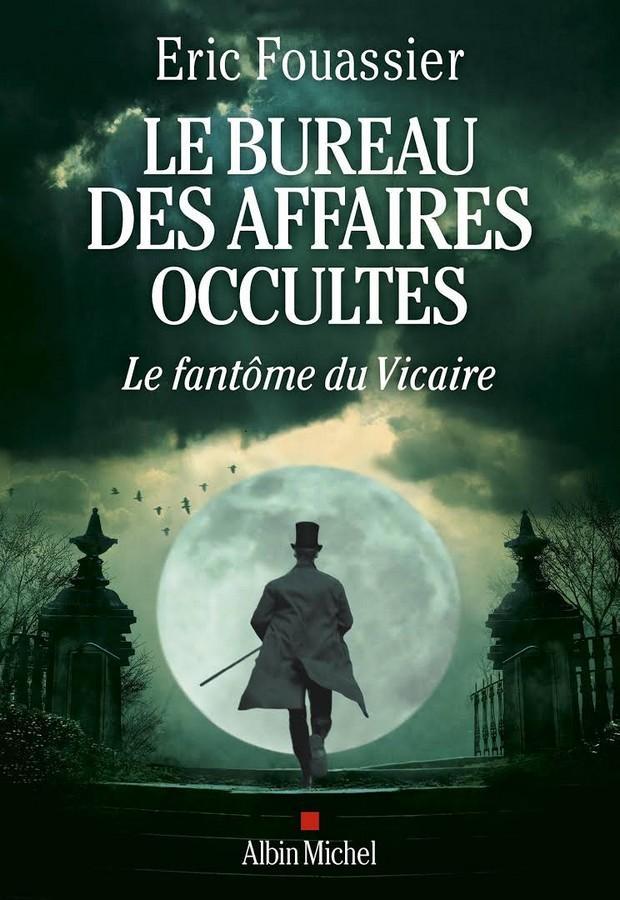 Eric Fouassier
LE BUREAU
DES AFFAIRES
OCCULTES
Le fantôme du Vicaire
Albin Michel